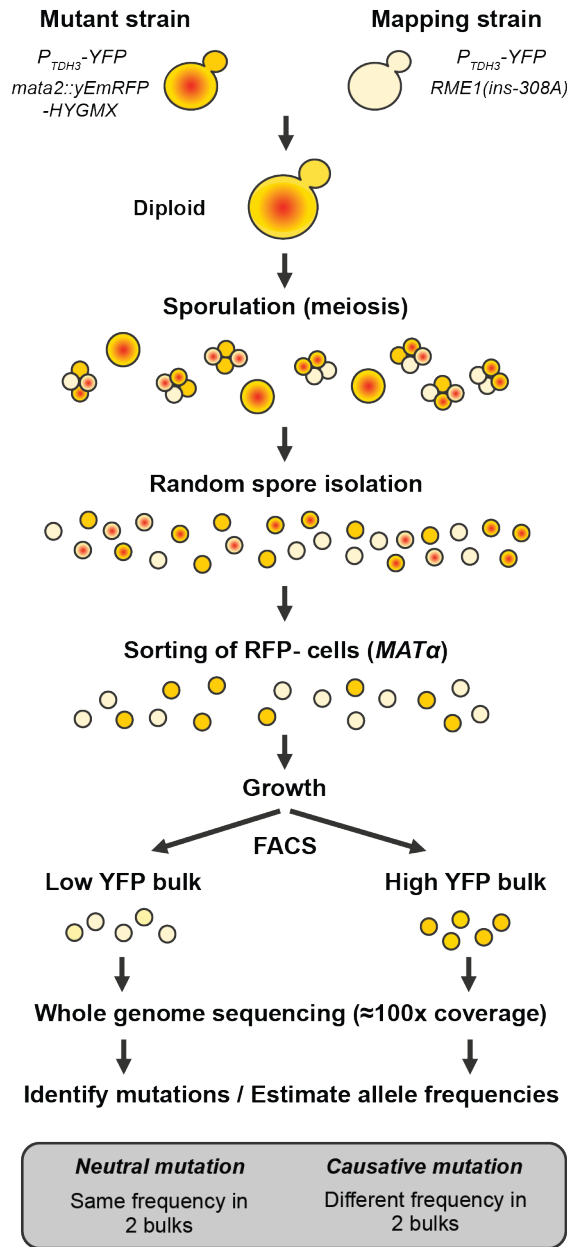 Mutant strain
P_TDH3-YFP
mata2::yEmRFP
-HYGMX
Mapping strain
P_TDH3-YFP
RME1(ins-308A)
Diploid
Sporulation (meiosis)
Random spore isolation
Sorting of RFP- cells (MATα)
Growth
FACS
Low YFP bulk
High YFP bulk
Whole genome sequencing (≈100x coverage)
Identify mutations / Estimate allele frequencies
Neutral mutation
Same frequency in
2 bulks
Causative mutation
Different frequency in
2 bulks